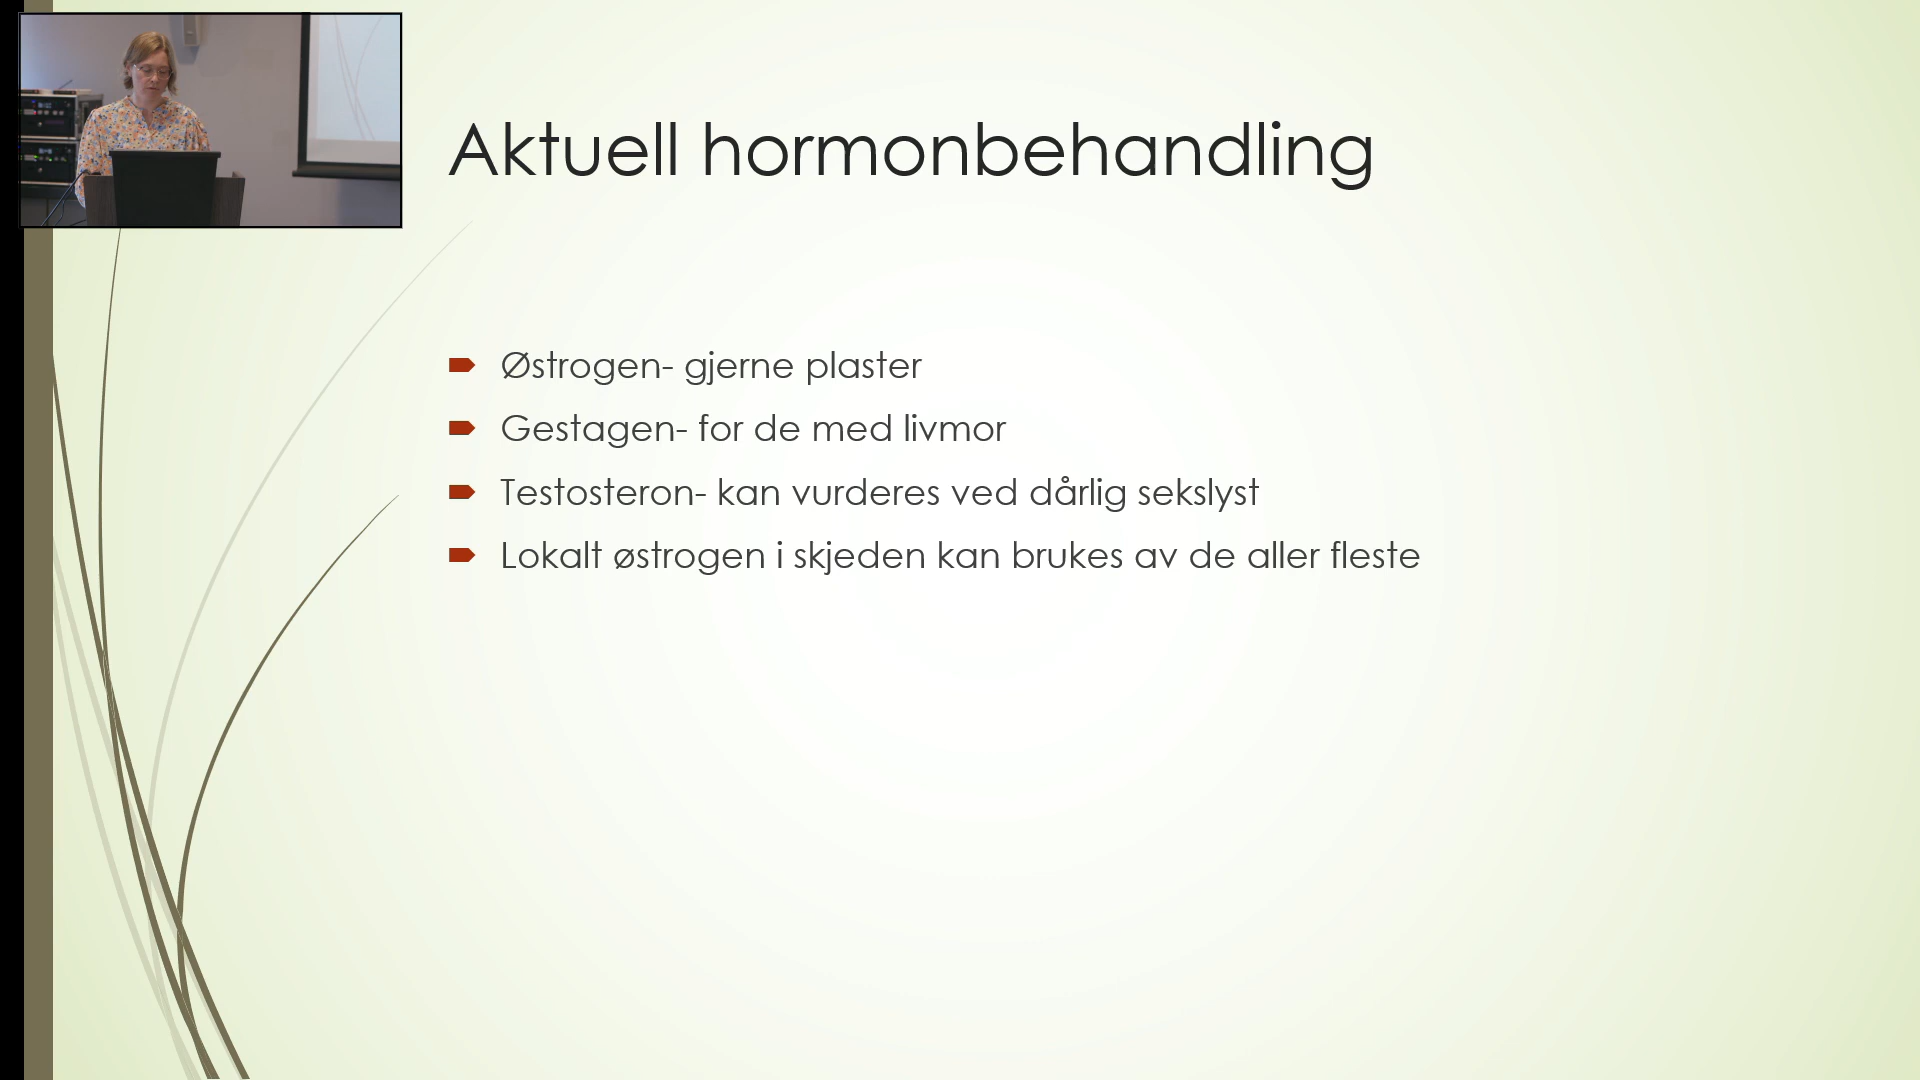 Aktuell hormonbehandling
Østrogen- gjerne plaster
Gestagen- for de med livmor
Testosteron- kan vurderes ved dårlig sekslyst
Lokalt østrogen i skjeden kan brukes av de aller fleste